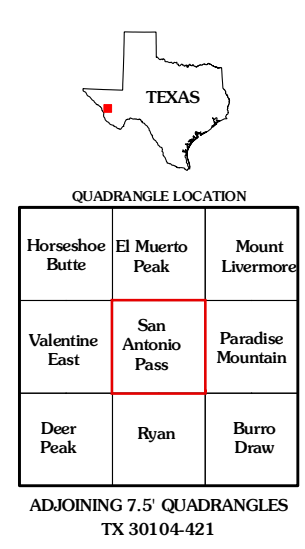 TEXAS
QUADRANGLE LOCATION
Horseshoe
Butte
El Muerto
Peak
Mount
Livermore
Valentine
East
San
Antonio
Pass
Paradise
Mountain
Deer
Peak
Ryan
Burro
Draw
ADJOINING 7.5' QUADRANGLES
TX 30104-421